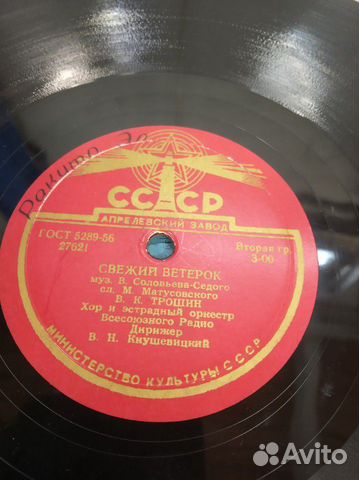 Ракита
СССР
АПРЕЛЕВСКИЙ ЗАВОД
ГОСТ 5289-56
27621
Вторая гр.
3-00
СВЕЖИЙ ВЕТЕРОК
муз. В. Соловьева-Седого
сл. М. Матусовского
В. К. ТРОШИН
Хор и эстрадный оркестр
Всесоюзного Радио
Дирижер
В. Н. Кнушевицкий
МИНИСТЕРСТВО КУЛЬТУРЫ СССР
Avito